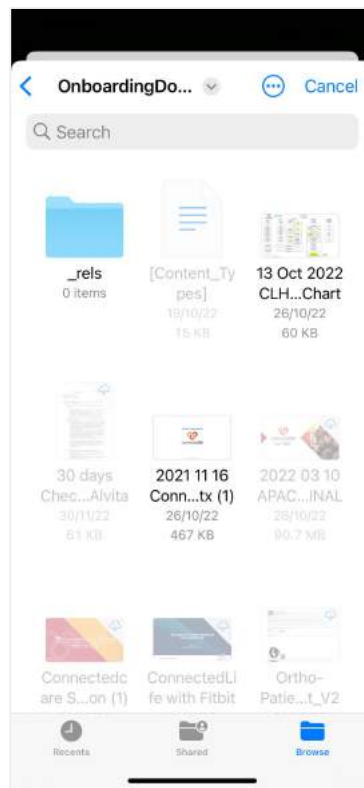 OnboardingDo...
Cancel
Search
_rels
0 items
[Content_Ty
pes]
19/10/22
15 KB
13 Oct 2022
CLH...Chart
26/10/22
60 KB
30 days
Chec...Alvita
30/11/22
61 KB
2021 11 16
Conn...tx (1)
26/10/22
467 KB
2022 03 10
APAC...INAL
26/10/22
90.7 MB
Connectedc
are S...on (1)
ConnectedLi
fe with Fitbit
Ortho-
Patie...t_V2
Recents
Shared
Browse